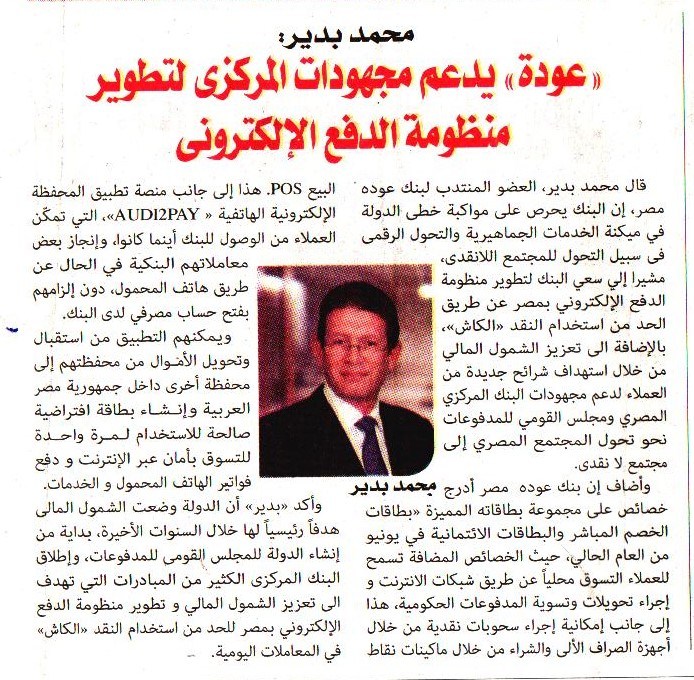 محمد بدير:
«عودة» يدعم مجهودات المركزى لتطوير
منظومة الدفع الإلكترونى
قال محمد بدير، العضو المنتدب لبنك عوده
مصر، إن البنك يحرص على مواكبة خطى الدولة
في ميكنة الخدمات الجماهيرية والتحول الرقمى
فى سبيل التحول للمجتمع اللانقدى،
مشيرا إلي سعي البنك لتطوير منظومة
الدفع الإلكتروني بمصر عن طريق
الحد من استخدام النقد «الكاش»،
بالإضافة الى تعزيز الشمول المالي
من خلال استهداف شرائح جديدة من
العملاء لدعم مجهودات البنك المركزي
المصري ومجلس القومي للمدفوعات
نحو تحول المجتمع المصري إلى
مجتمع لا نقدى.
وأضاف إن بنك عوده مصر أدرج
خصائص على مجموعة بطاقاته المميزة «بطاقات
الخصم المباشر والبطاقات الائتمانية في يونيو
من العام الحالي، حيث الخصائص المضافة تسمح
للعملاء التسوق محلياً عن طريق شبكات الانترنت و
إجراء تحويلات وتسوية المدفوعات الحكومية، هذا
إلى جانب إمكانية إجراء سحوبات نقدية من خلال
أجهزة الصراف الألى والشراء من خلال ماكينات نقاط
محمد بدير
البيع POS. هذا إلى جانب منصة تطبيق المحفظة
الإلكترونية الهاتفية « AUDI2PAY»، التي تمكّن
العملاء من الوصول للبنك أينما كانوا، وإنجاز بعض
معاملاتهم البنكية في الحال عن
طريق هاتف المحمول، دون إلزامهم
بفتح حساب مصرفي لدى البنك.
ويمكنهم التطبيق من استقبال
وتحويل الأموال من محفظتهم إلى
محفظة أخرى داخل جمهورية مصر
العربية وإنشاء بطاقة افتراضية
صالحة للاستخدام لمرة واحدة
للتسوق بأمان عبر الإنترنت و دفع
فواتير الهاتف المحمول و الخدمات.
وأكد «بدير» أن الدولة وضعت الشمول المالى
هدفاً رئيسياً لها خلال السنوات الأخيرة، بداية من
إنشاء الدولة للمجلس القومى للمدفوعات، وإطلاق
البنك المركزى الكثير من المبادرات التي تهدف
الى تعزيز الشمول المالي و تطوير منظومة الدفع
الإلكتروني بمصر للحد من استخدام النقد «الكاش»
في المعاملات اليومية.